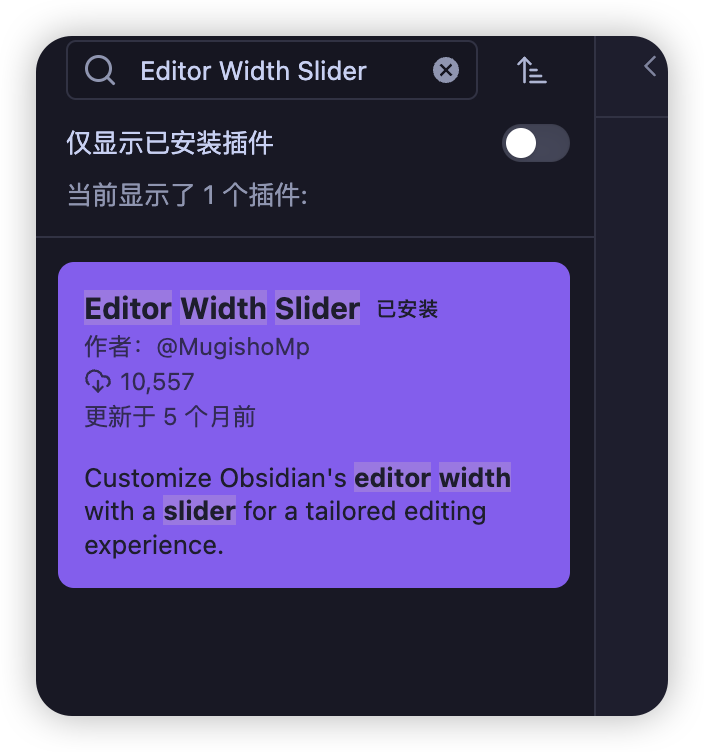 Editor Width Slider
仅显示已安装插件
当前显示了 1 个插件:
Editor Width Slider 已安装
作者：@MugishoMp
10,557
更新于 5 个月前
Customize Obsidian's editor width
with a slider for a tailored editing
experience.